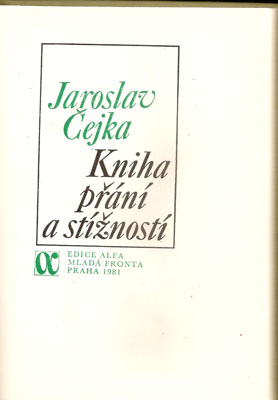 Jaroslav
Čejka
Kniha
přání
a stížností
EDICE ALFA
MLADÁ FRONTA
PRAHA 1981